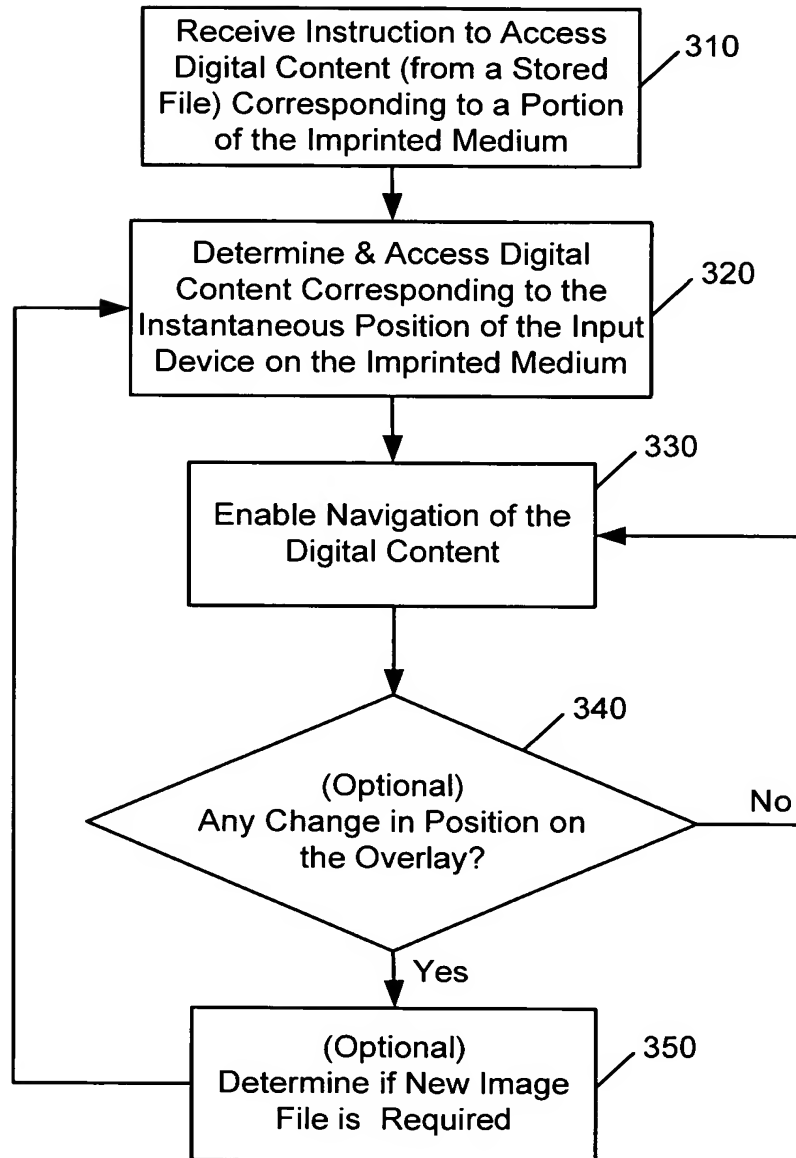 Receive Instruction to Access
Digital Content (from a Stored
File) Corresponding to a Portion
of the Imprinted Medium
310
Determine & Access Digital
Content Corresponding to the
Instantaneous Position of the Input
Device on the Imprinted Medium
320
330
Enable Navigation of the
Digital Content
340
(Optional)
Any Change in Position on
the Overlay?
No
Yes
(Optional)
Determine if New Image
File is Required
350